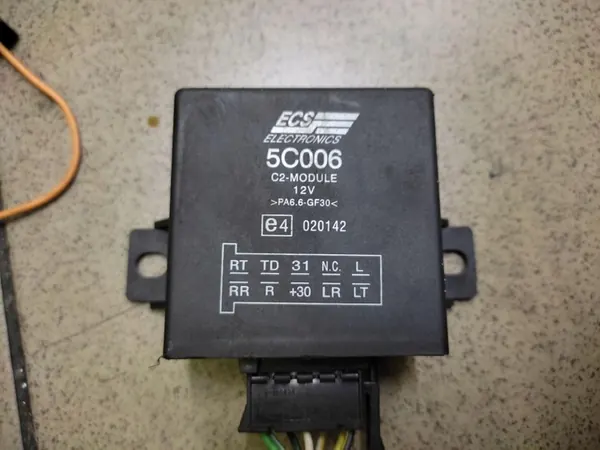 ECS
ELECTRONICS
5C006
C2-MODULE
12V
>PA6.6-GF30<
e4 020142
RT TD 31 N.C. L
RR R +30 LR LT